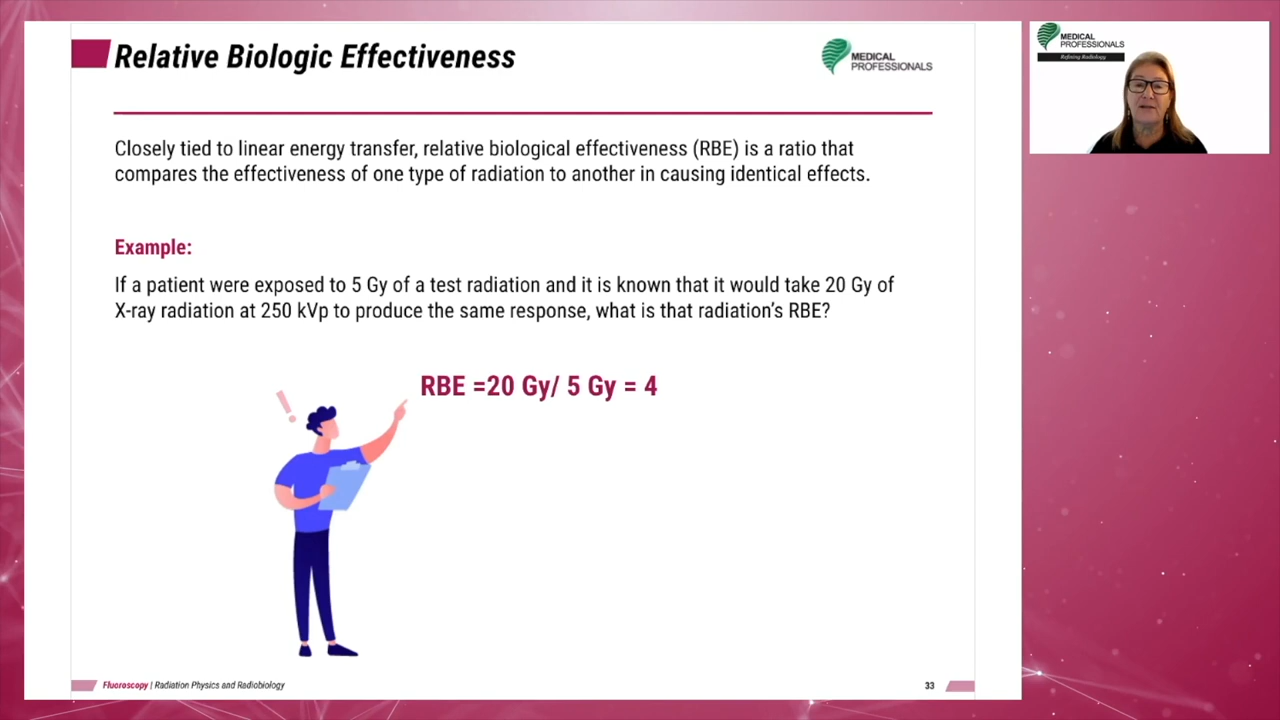 Relative Biologic Effectiveness
MEDICAL
PROFESSIONALS
Closely tied to linear energy transfer, relative biological effectiveness (RBE) is a ratio that
compares the effectiveness of one type of radiation to another in causing identical effects.
Example:
If a patient were exposed to 5 Gy of a test radiation and it is known that it would take 20 Gy of
X-ray radiation at 250 kVp to produce the same response, what is that radiation's RBE?
RBE =20 Gy/ 5 Gy = 4
Fluoroscopy | Radiation Physics and Radiobiology
33
MEDICAL
PROFESSIONALS
Refining Radiology